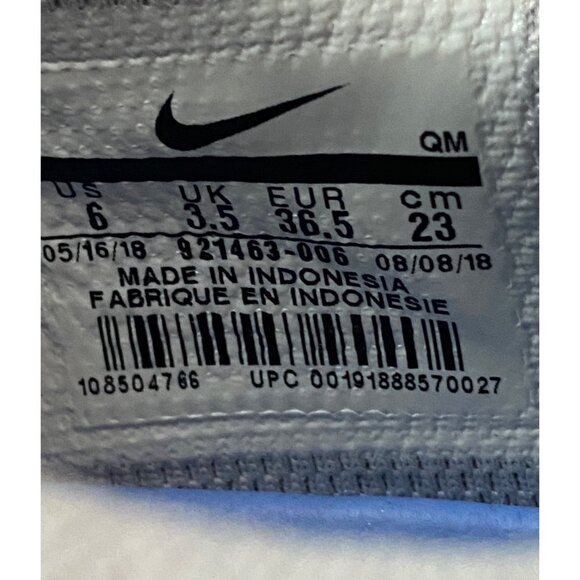 QM
US UK EUR cm
6 3.5 36.5 23
05/16/18 921463-006 08/08/18
MADE IN INDONESIA
FABRIQUE EN INDONESIE
108504766 UPC 00191888570027